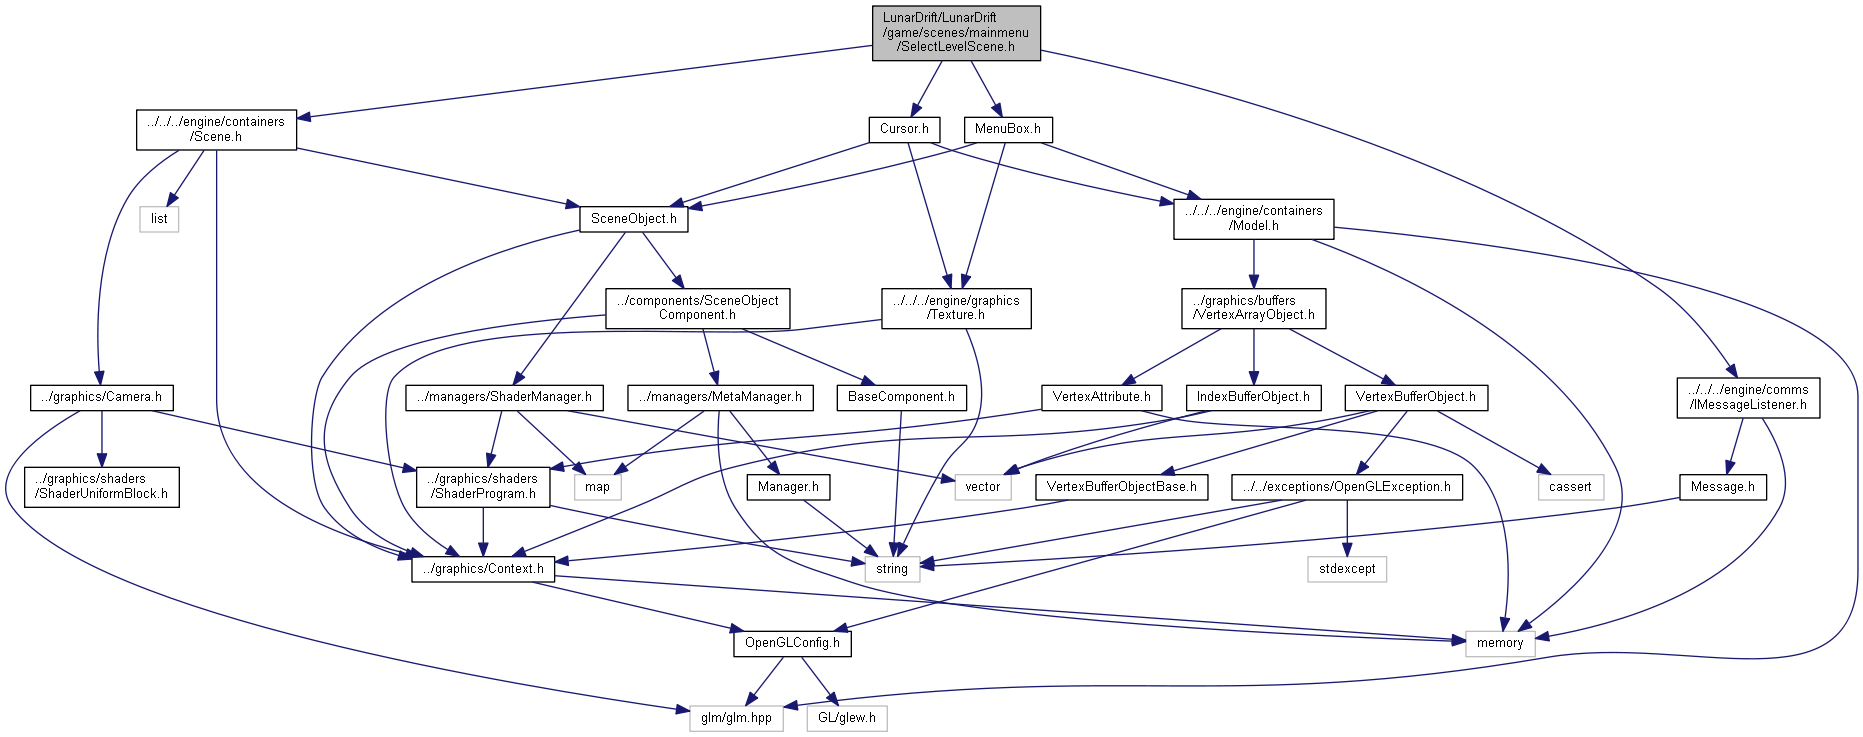 LunarDrift/LunarDrift
/game/scenes/mainmenu
/SelectLevelScene.h
../../../engine/containers
/Scene.h
Cursor.h
MenuBox.h
list
SceneObject.h
../../../engine/containers
/Model.h
../components/SceneObject
Component.h
../../../engine/graphics
/Texture.h
../graphics/buffers
/VertexArrayObject.h
../graphics/Camera.h
../managers/ShaderManager.h
../managers/MetaManager.h
BaseComponent.h
VertexAttribute.h
IndexBufferObject.h
VertexBufferObject.h
../../../engine/comms
/IMessageListener.h
../graphics/shaders
/ShaderUniformBlock.h
../graphics/shaders
/ShaderProgram.h
map
Manager.h
vector
VertexBufferObjectBase.h
../../exceptions/OpenGLException.h
cassert
Message.h
../graphics/Context.h
string
stdexcept
OpenGLConfig.h
memory
glm/glm.hpp
GL/glew.h